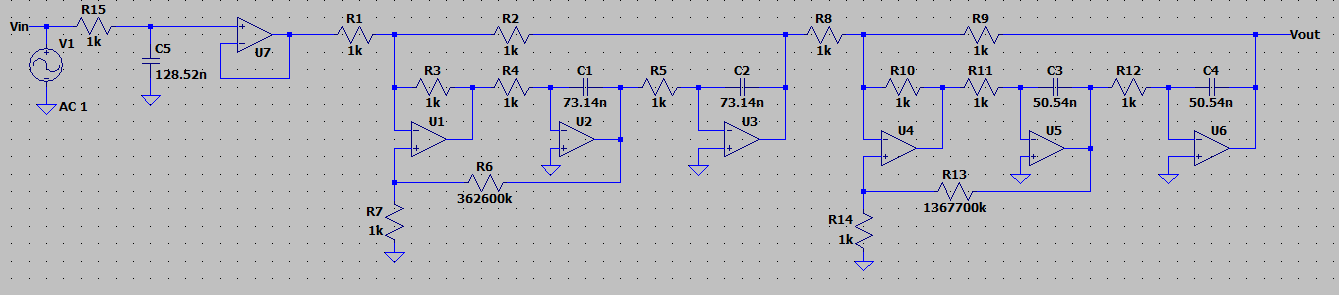 Vin
R15
1k
V1
AC 1
C5
128.52n
U7
R1
1k
R2
1k
R3
1k
R4
1k
C1
73.14n
R5
1k
C2
73.14n
U1
U2
U3
R6
362600k
R7
1k
R8
1k
R9
1k
Vout
R10
1k
R11
1k
C3
50.54n
R12
1k
C4
50.54n
U4
U5
U6
R13
1367700k
R14
1k